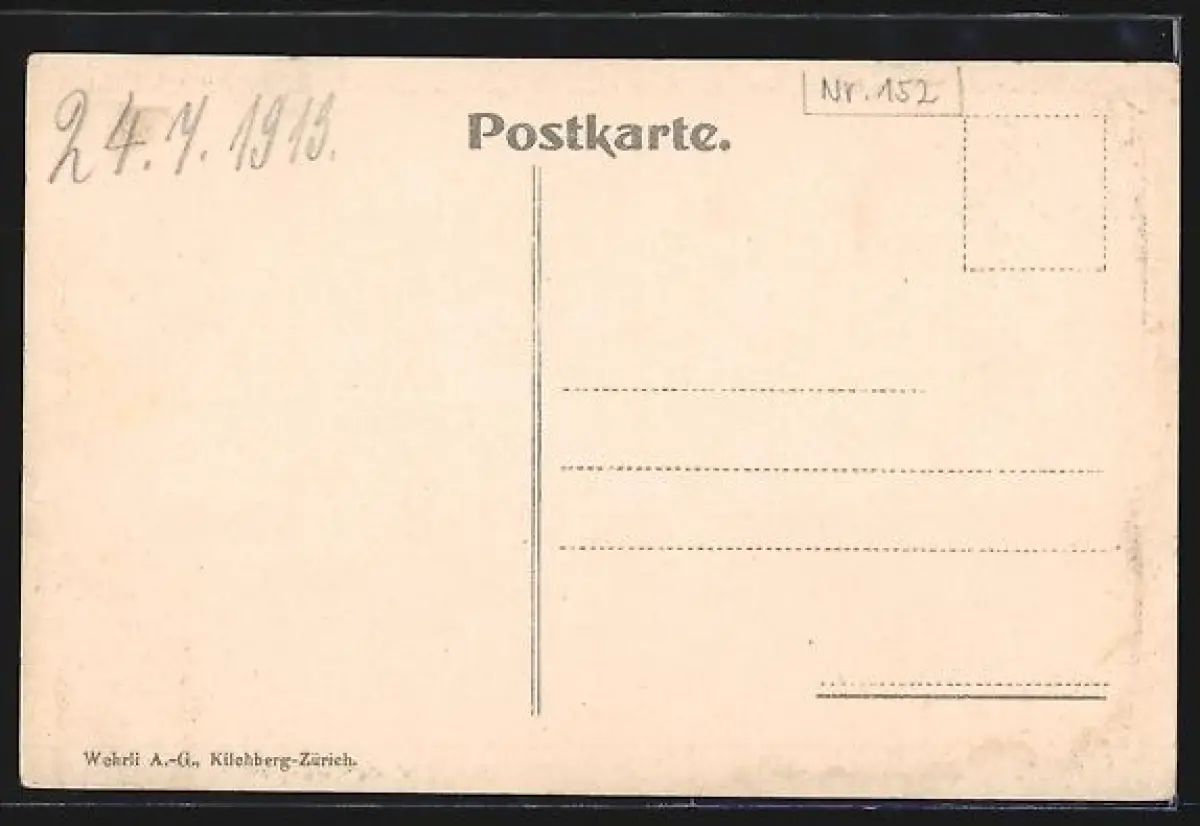 24.7.1913.
Postkarte.
Nr. 152
Wehrli A.-G., Kilchberg-Zürich.